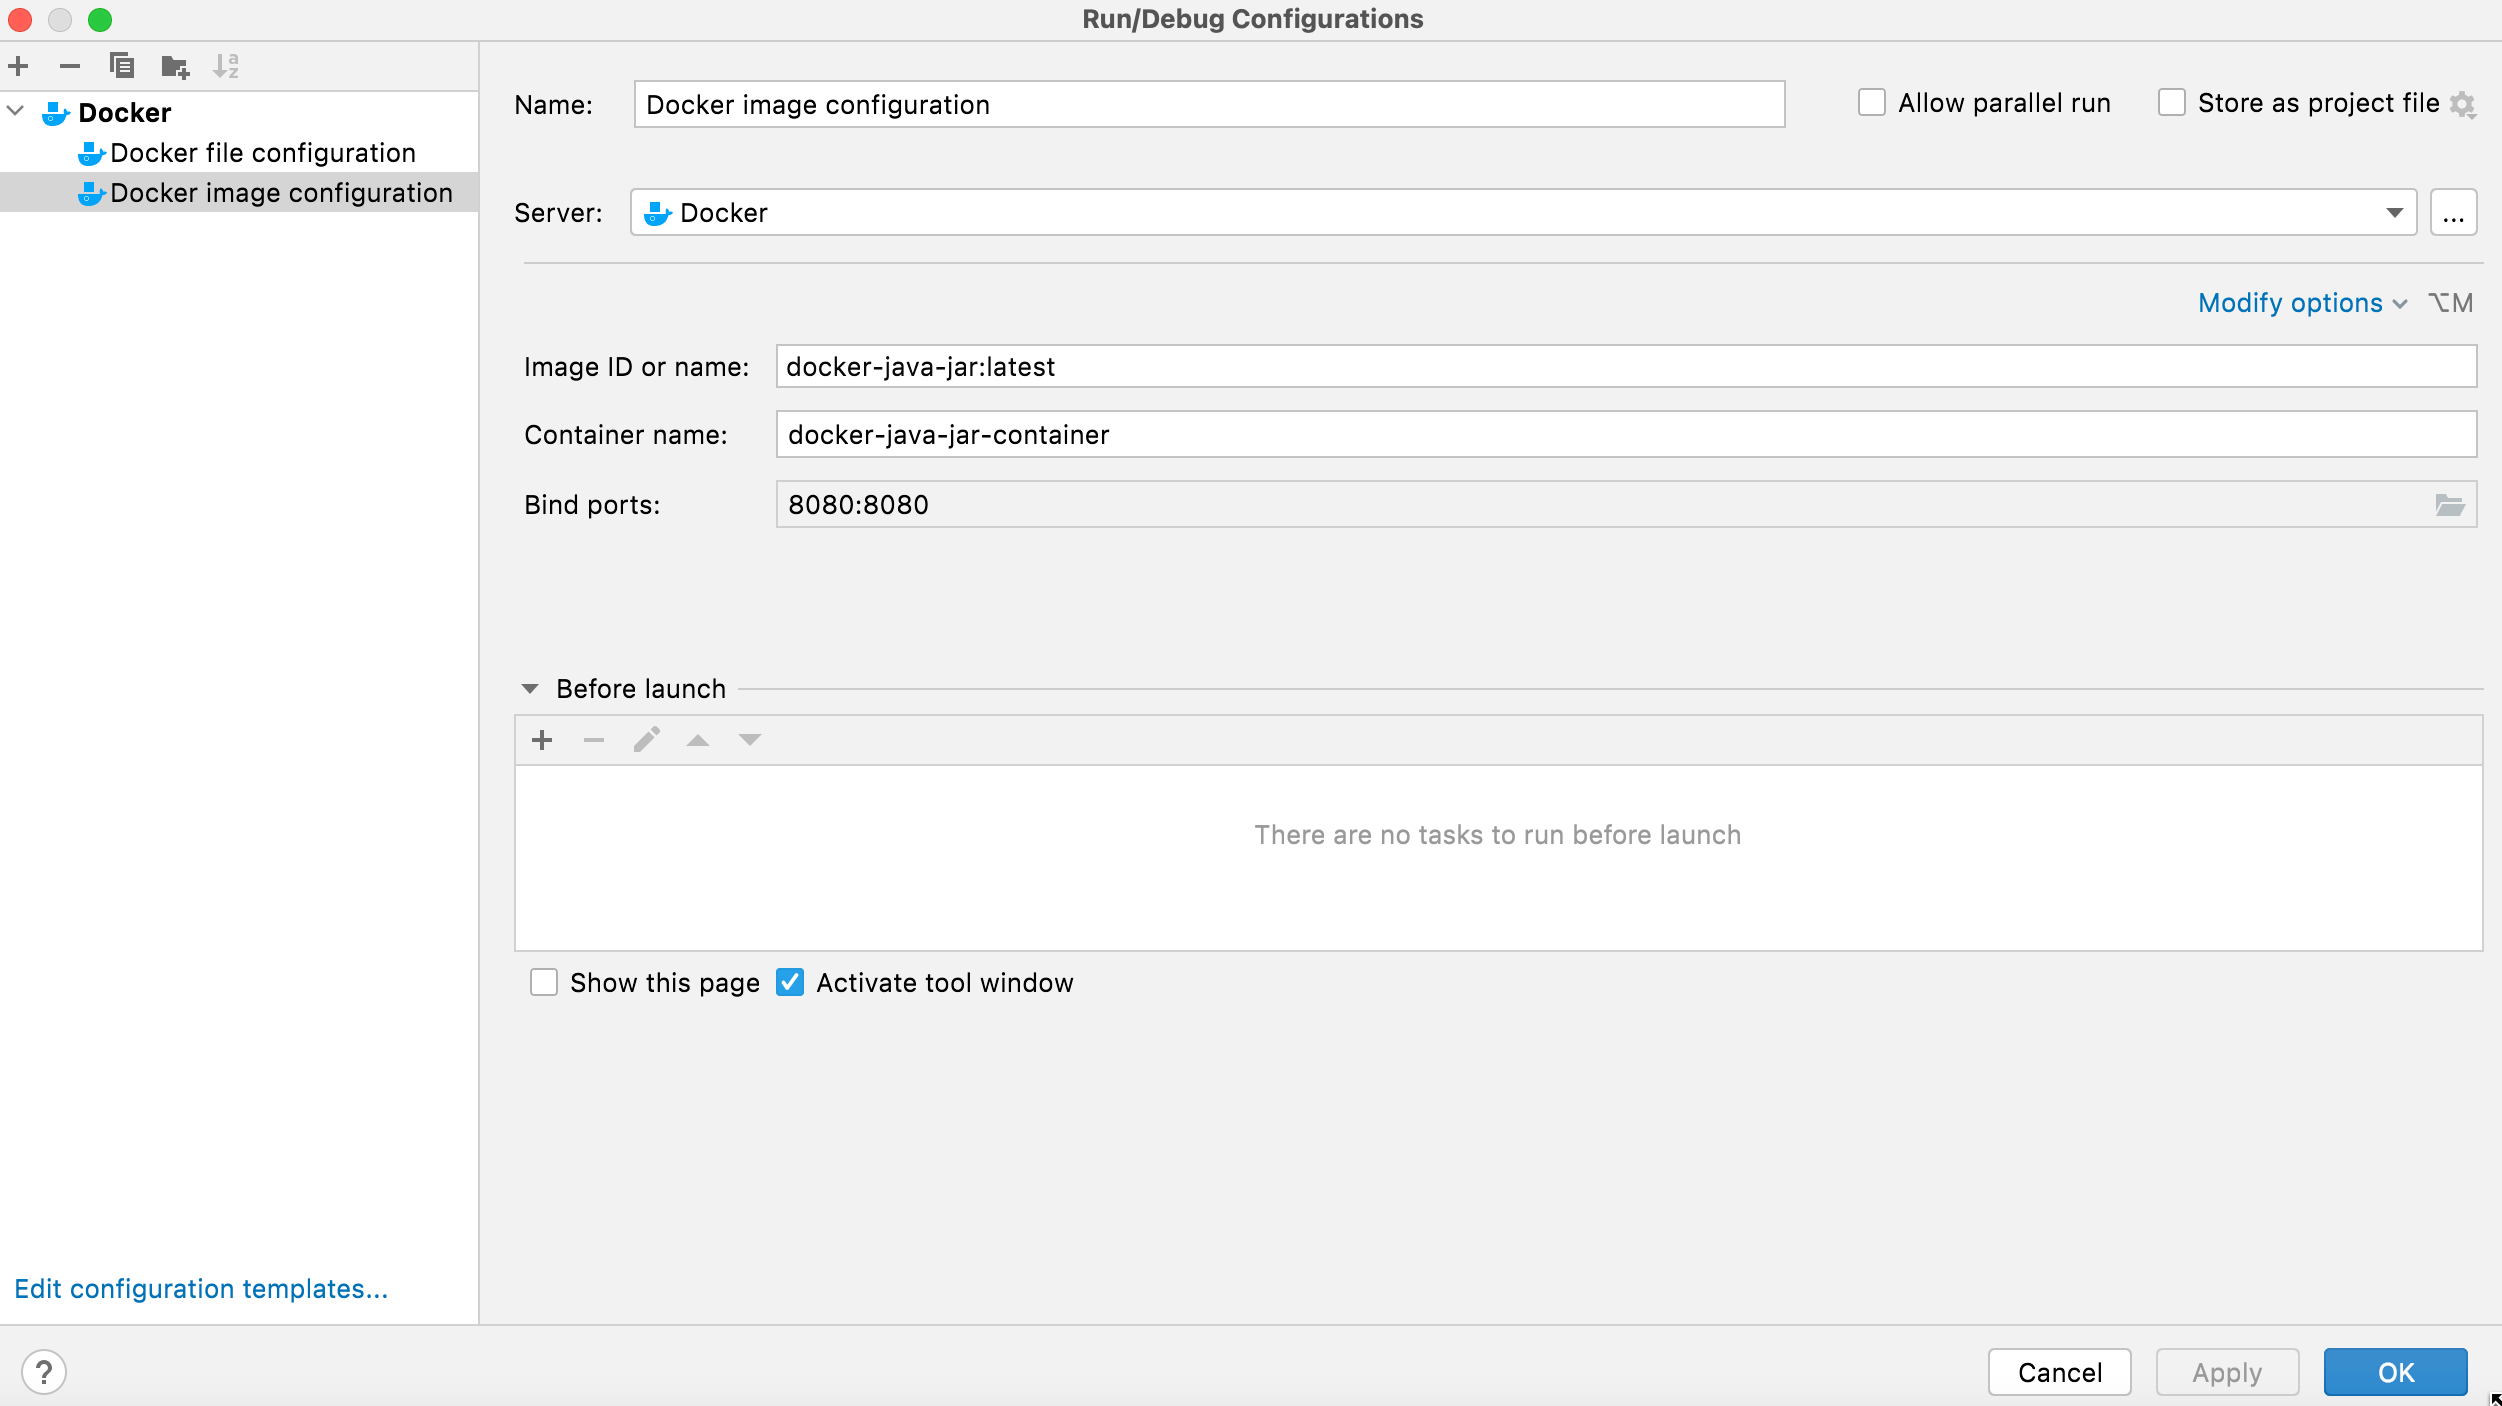 Run/Debug Configurations
Docker
Docker file configuration
Docker image configuration
Edit configuration templates...
Name: Docker image configuration
Allow parallel run
Store as project file
Server: Docker
...
Modify options ⌥M
Image ID or name: docker-java-jar:latest
Container name: docker-java-jar-container
Bind ports: 8080:8080
Before launch
There are no tasks to run before launch
Show this page
Activate tool window
?
Cancel
Apply
OK